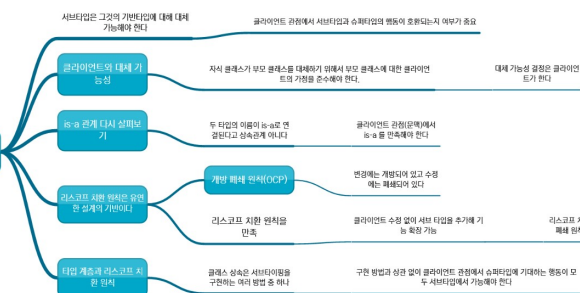 서브타입은 그것의 기반타입에 대해 대체
가능해야 한다
클라이언트 관점에서 서브타입과 슈퍼타입의 행동이 호환되는지 여부가 중요
클라이언트와 대체 가
능성
자식 클래스가 부모 클래스를 대체하기 위해서 부모 클래스에 대한 클라이언
트의 가정을 준수해야 한다.
대체 가능성 결정은 클라이언
트가 한다
is-a 관계 다시 살펴보
기
두 타입의 이름이 is-a로 연
결된다고 상속관계 아니다
클라이언트 관점(문맥)에서
is-a 를 만족해야 한다
리스코프 치환 원칙은 유연
한 설계의 기반이다
개방 폐쇄 원칙(OCP)
변경에는 개방되어 있고 수정
에는 폐쇄되어 있다
리스코프 치환 원칙을
만족
클라이언트 수정 없이 서브 타입을 추가해 기
능 확장 가능
리스코프
폐쇄 원
타입 계층과 리스코프 치
환 원칙
클래스 상속은 서브타이핑을
구현하는 여러 방법 중 하나
구현 방법과 상관 없이 클라이언트 관점에서 슈퍼타입에 기대하는 행동이 모
두 서브타입에서 가능해야 한다